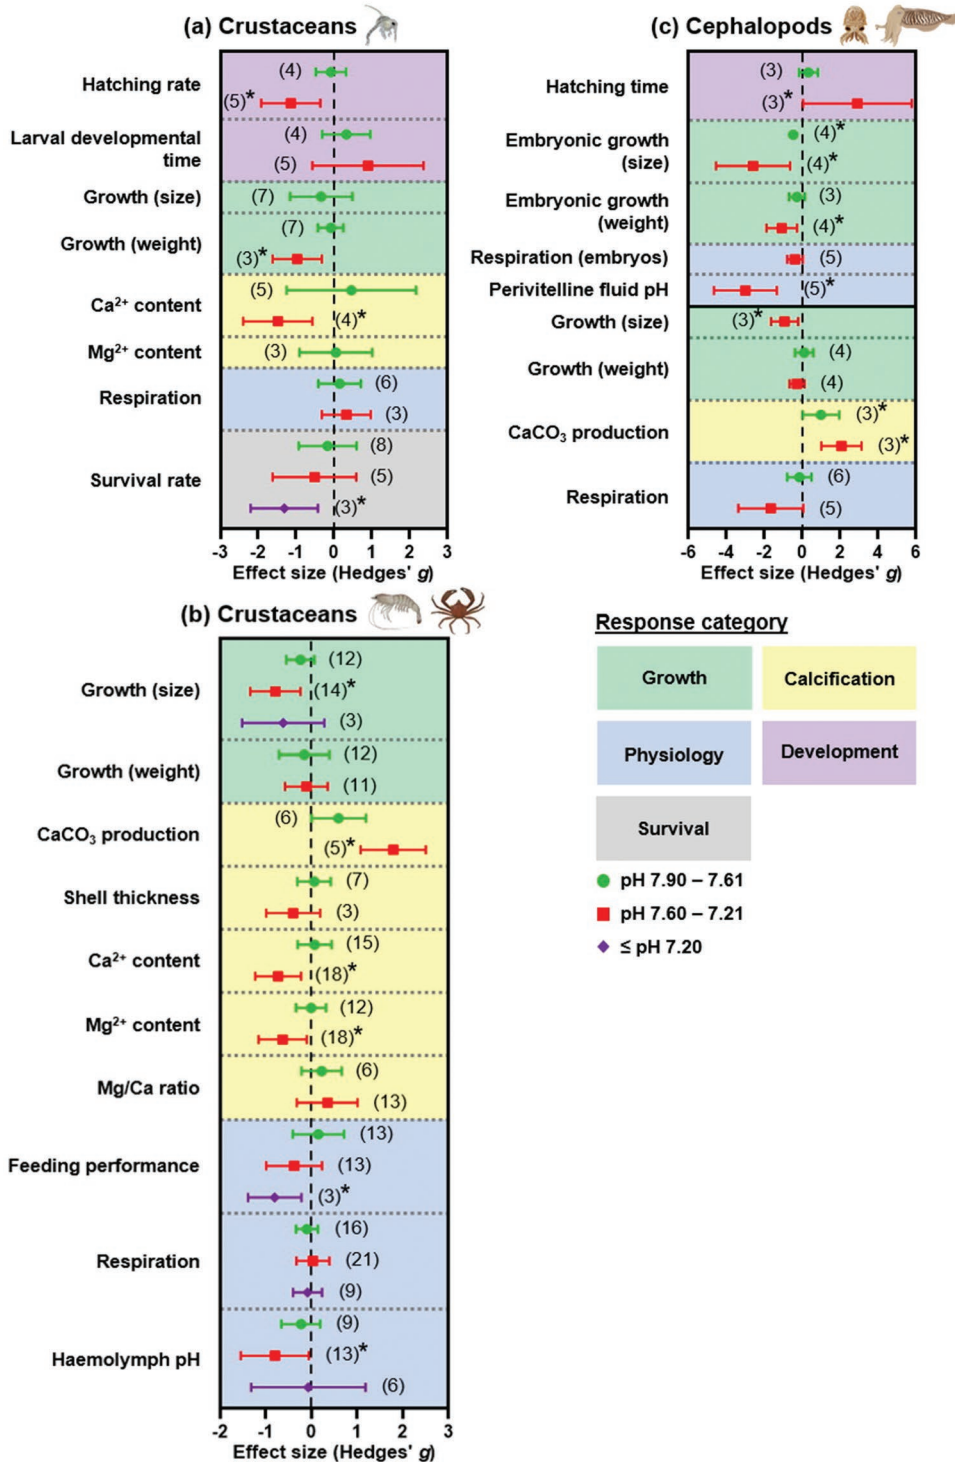 (a) Crustaceans
Hatching rate
(4)
(5)*
Larval developmental
time
(4)
(5)
Growth (size)
(7)
Growth (weight)
(7)
(3)*
Ca²⁺ content
(5)
(4)*
Mg²⁺ content
(3)
Respiration
(6)
(3)
Survival rate
(8)
(5)
(3)*
-3 -2 -1 0 1 2 3
Effect size (Hedges' g)
(c) Cephalopods
Hatching time
(3)
(3)*
Embryonic growth
(size)
(4)*
(4)*
Embryonic growth
(weight)
(3)
(4)*
Respiration (embryos)
(5)
Perivitelline fluid pH
(5)*
Growth (size)
(3)*
Growth (weight)
(4)
(4)
CaCO₃ production
(3)*
(3)*
Respiration
(6)
(5)
-6 -4 -2 0 2 4 6
Effect size (Hedges' g)
(b) Crustaceans
Growth (size)
(12)
(14)*
(3)
Growth (weight)
(12)
(11)
CaCO₃ production
(6)
(5)*
Shell thickness
(7)
(3)
Ca²⁺ content
(15)
(18)*
Mg²⁺ content
(12)
(18)*
Mg/Ca ratio
(6)
(13)
Feeding performance
(13)
(13)
(3)*
Respiration
(16)
(21)
(9)
Haemolymph pH
(9)
(13)*
(6)
-2 -1 0 1 2 3
Effect size (Hedges' g)
Response category
Growth
Calcification
Physiology
Development
Survival
pH 7.90 – 7.61
pH 7.60 – 7.21
≤ pH 7.20